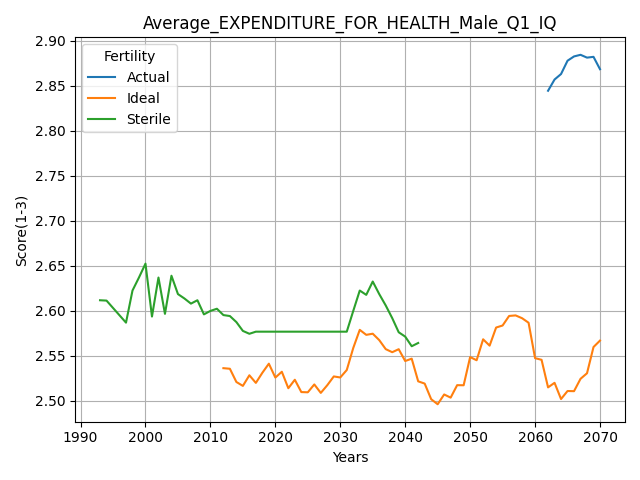 Average_EXPENDITURE_FOR_HEALTH_Male_Q1_IQ
Fertility
Actual
Ideal
Sterile
Score(1-3)
2.90
2.85
2.80
2.75
2.70
2.65
2.60
2.55
2.50
1990 2000 2010 2020 2030 2040 2050 2060 2070
Years